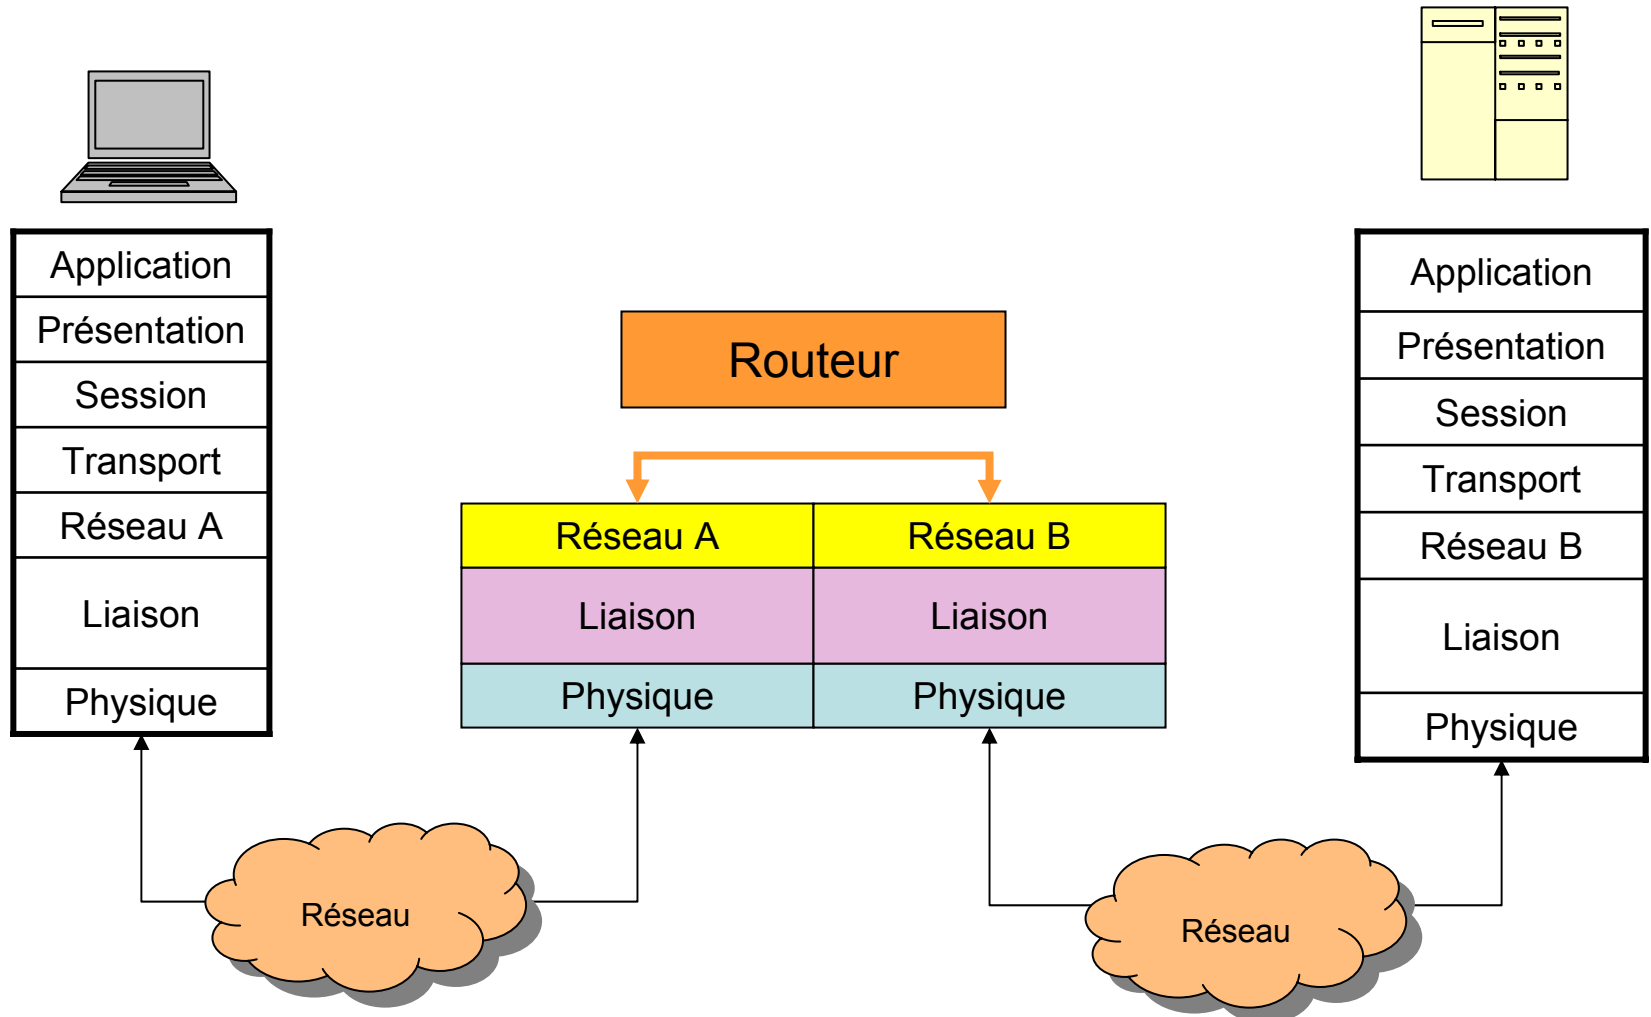 Application
Présentation
Session
Transport
Réseau A
Liaison
Physique
Routeur
Réseau A
Réseau B
Liaison
Liaison
Physique
Physique
Application
Présentation
Session
Transport
Réseau B
Liaison
Physique
Réseau
Réseau